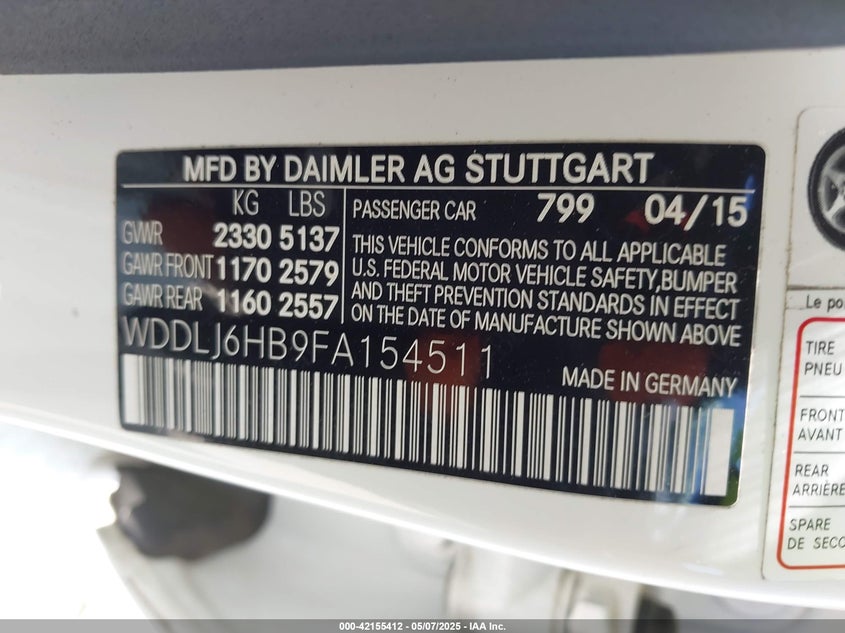 MFD BY DAIMLER AG STUTTGART
KG LBS
GVWR 2330 5137
GAWR FRONT 1170 2579
GAWR REAR 1160 2557
PASSENGER CAR 799 04/15
THIS VEHICLE CONFORMS TO ALL APPLICABLE
U.S. FEDERAL MOTOR VEHICLE SAFETY,BUMPER
AND THEFT PREVENTION STANDARDS IN EFFECT
ON THE DATE OF MANUFACTURE SHOWN ABOVE
WDDLJ6HB9FA154511
MADE IN GERMANY
Le po
TIRE
PNEU
FRONT
AVANT
REAR
ARRIÈRE
SPARE
DE SECO
000-42155412 - 05/07/2025 - IAA Inc.